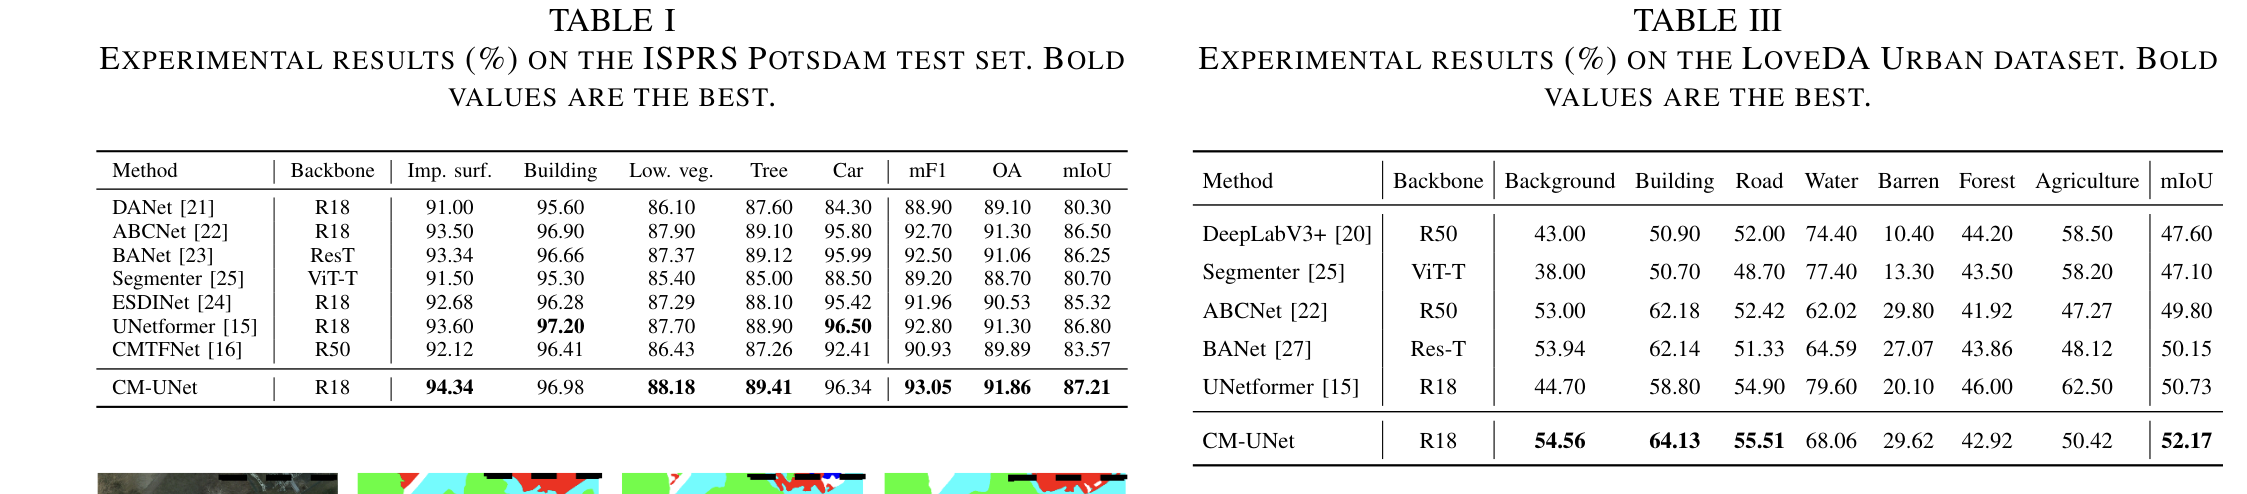 TABLE I
EXPERIMENTAL RESULTS (%) ON THE ISPRS POTSDAM TEST SET. BOLD
VALUES ARE THE BEST.
Method Backbone Imp. surf. Building Low. veg. Tree Car mF1 OA mIoU
DANet [21] R18 91.00 95.60 86.10 87.60 84.30 88.90 89.10 80.30
ABCNet [22] R18 93.50 96.90 87.90 89.10 95.80 92.70 91.30 86.50
BANet [23] ResT 93.34 96.66 87.37 89.12 95.99 92.50 91.06 86.25
Segmenter [25] ViT-T 91.50 95.30 85.40 85.00 88.50 89.20 88.70 80.70
ESDINet [24] R18 92.68 96.28 87.29 88.10 95.42 91.96 90.53 85.32
UNetformer [15] R18 93.60 97.20 87.70 88.90 96.50 92.80 91.30 86.80
CMTFNet [16] R50 92.12 96.41 86.43 87.26 92.41 90.93 89.89 83.57
CM-UNet R18 94.34 96.98 88.18 89.41 96.34 93.05 91.86 87.21
TABLE III
EXPERIMENTAL RESULTS (%) ON THE LOVEDA URBAN DATASET. BOLD
VALUES ARE THE BEST.
Method Backbone Background Building Road Water Barren Forest Agriculture mIoU
DeepLabV3+ [20] R50 43.00 50.90 52.00 74.40 10.40 44.20 58.50 47.60
Segmenter [25] ViT-T 38.00 50.70 48.70 77.40 13.30 43.50 58.20 47.10
ABCNet [22] R50 53.00 62.18 52.42 62.02 29.80 41.92 47.27 49.80
BANet [27] Res-T 53.94 62.14 51.33 64.59 27.07 43.86 48.12 50.15
UNetformer [15] R18 44.70 58.80 54.90 79.60 20.10 46.00 62.50 50.73
CM-UNet R18 54.56 64.13 55.51 68.06 29.62 42.92 50.42 52.17